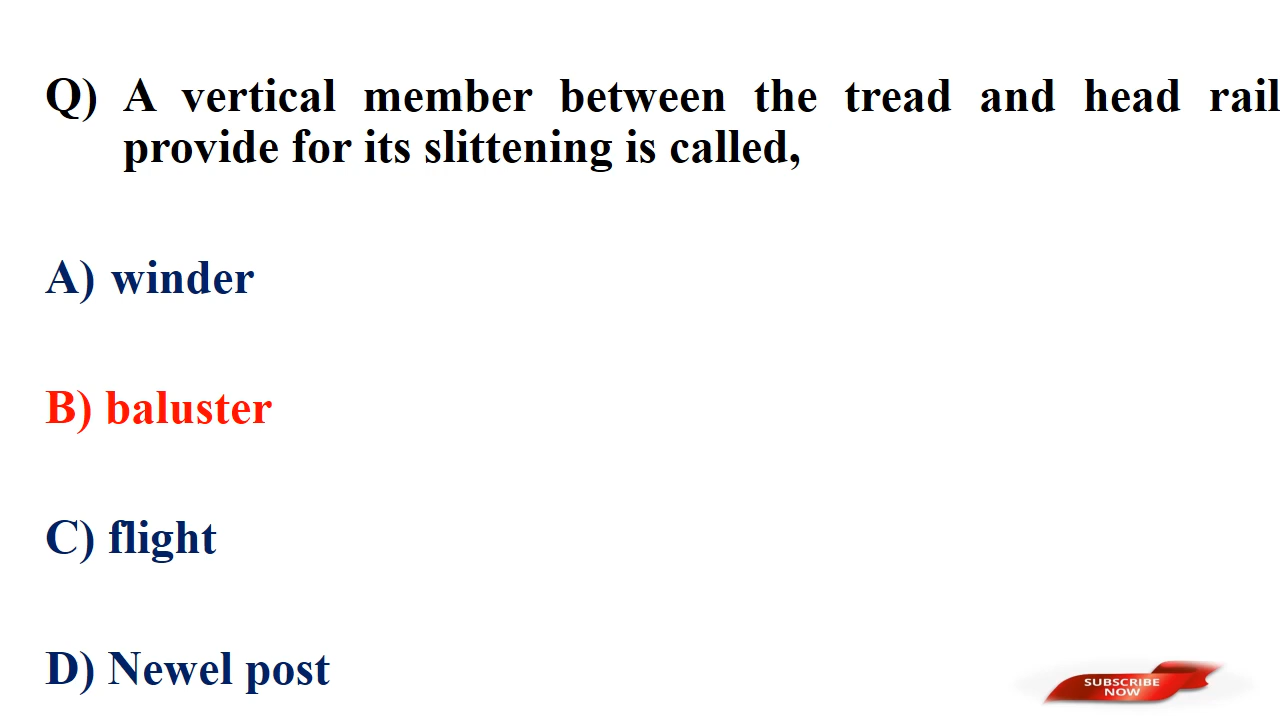 Q) A vertical member between the tread and head rail
provide for its slittening is called,
A) winder
B) baluster
C) flight
D) Newel post
SUBSCRIBE
NOW